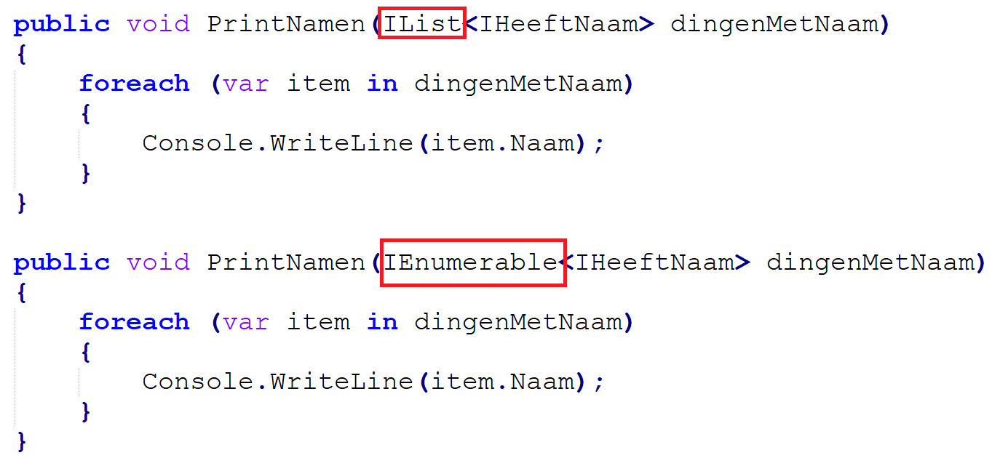 public void PrintNamen(IList<IHeeftNaam> dingenMetNaam)
{
    foreach (var item in dingenMetNaam)
    {
        Console.WriteLine(item.Naam);
    }
}
public void PrintNamen(IEnumerable<IHeeftNaam> dingenMetNaam)
{
    foreach (var item in dingenMetNaam)
    {
        Console.WriteLine(item.Naam);
    }
}